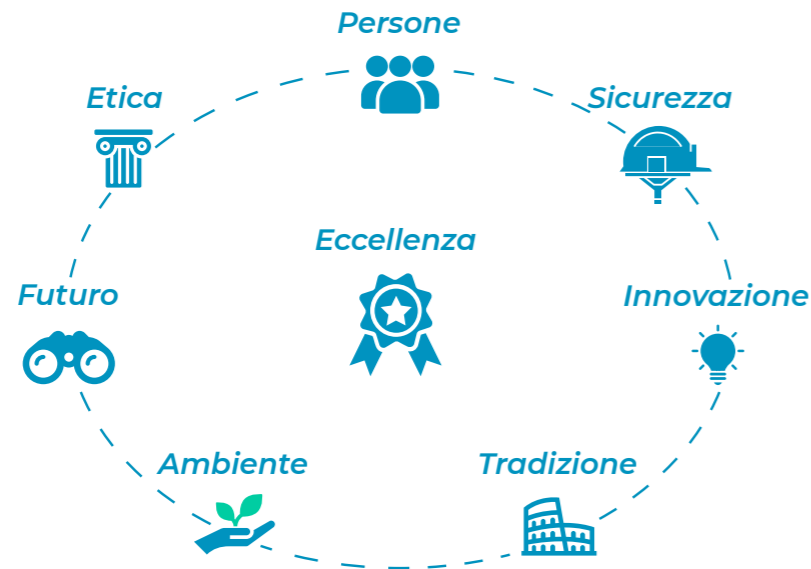 Persone
Etica
Sicurezza
Eccellenza
Futuro
Innovazione
Ambiente
Tradizione